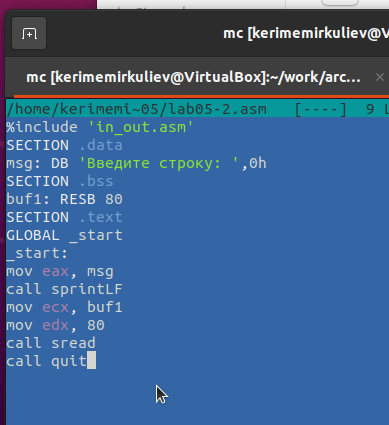 mc [kerimemirkuliev@V
mc [kerimemirkuliev@VirtualBox]:~/work/arc... ×
/home/kerimemi~05/lab05-2.asm [----] 9 L
%include 'in_out.asm'
SECTION .data
msg: DB 'Введите строку: ',0h
SECTION .bss
buf1: RESB 80
SECTION .text
GLOBAL _start
_start:
mov eax, msg
call sprintLF
mov ecx, buf1
mov edx, 80
call sread
call quit